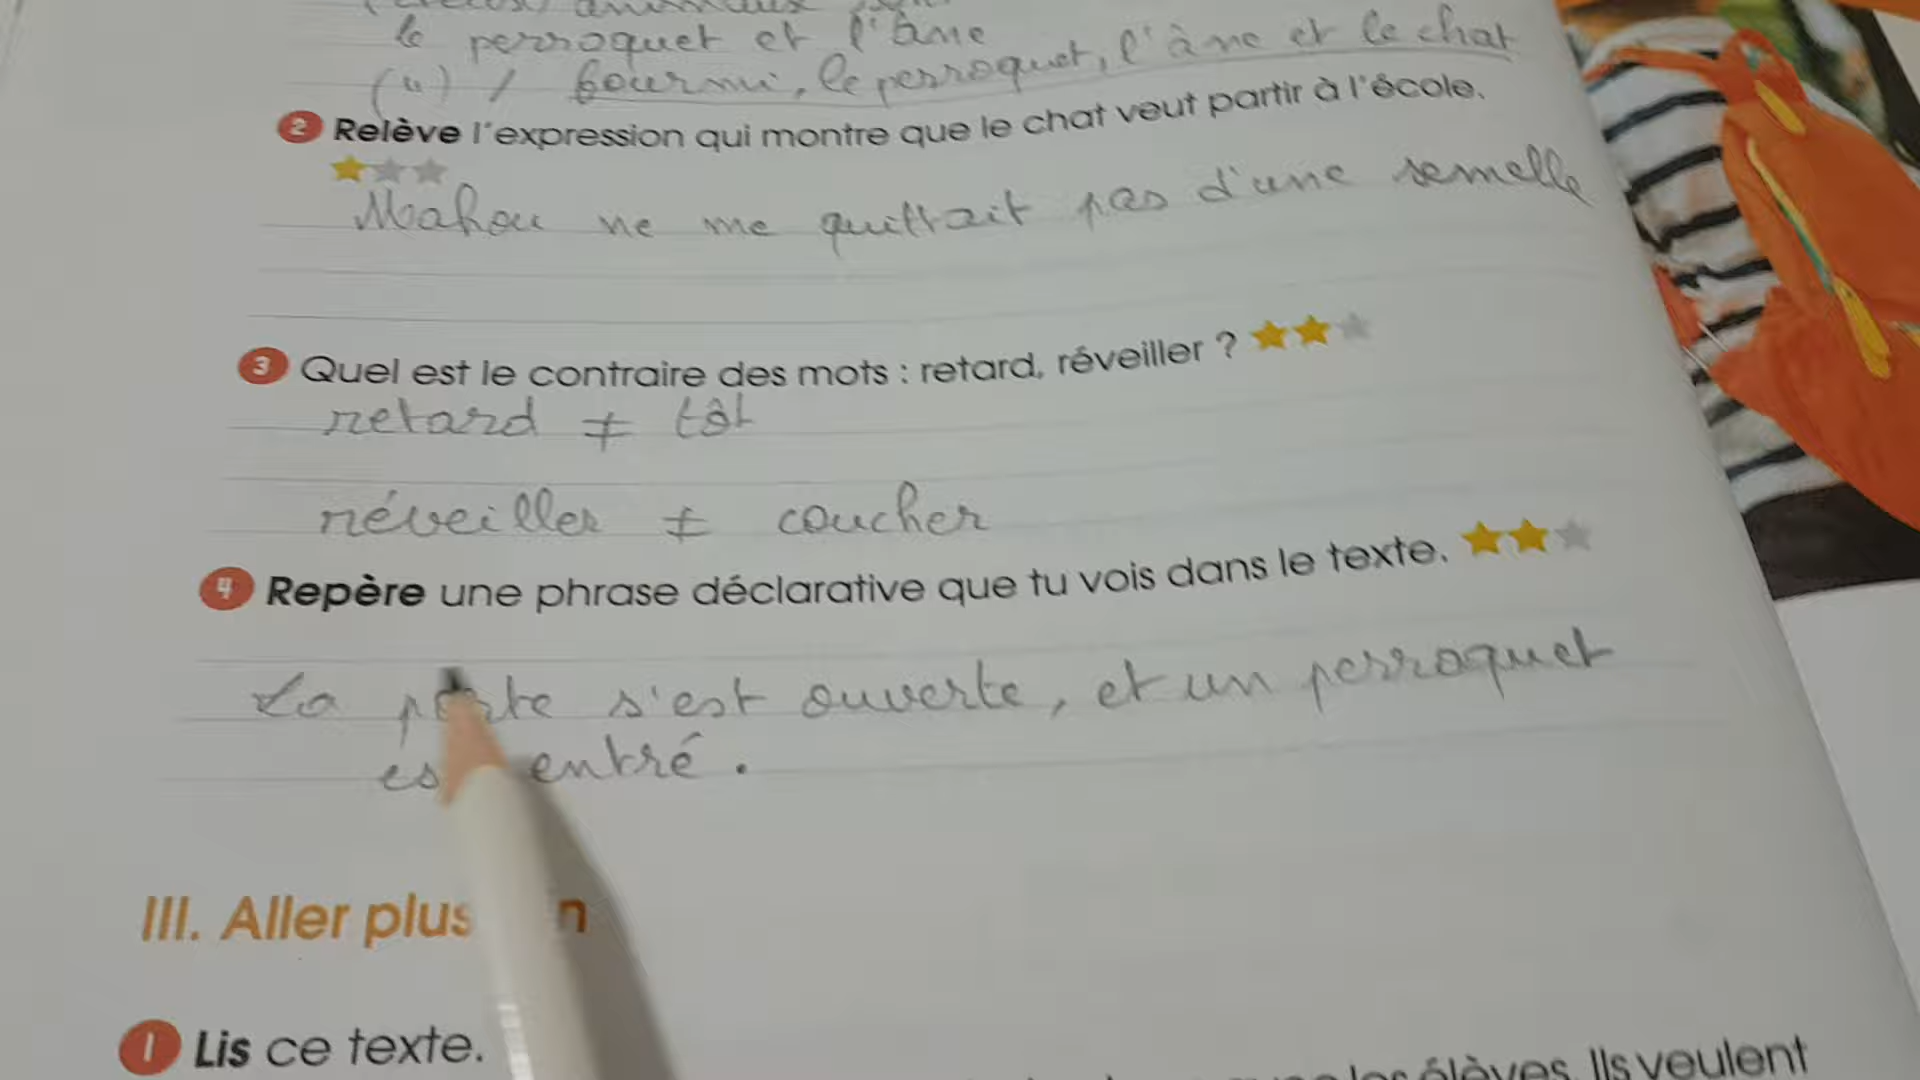 le perroquet et l'âne
(4) / fourmi, le perroquet, l'âne et le chat
2 Relève l'expression qui montre que le chat veut partir à l'école.
Mahou ne me quittait pas d'une semelle
3 Quel est le contraire des mots : retard, réveiller ?
retard ≠ tôt
réveiller ≠ coucher
4 Repère une phrase déclarative que tu vois dans le texte.
La porte s'est ouverte, et un perroquet
es entré.
III. Aller plus n
1 Lis ce texte.
les élèves. Ils veulent